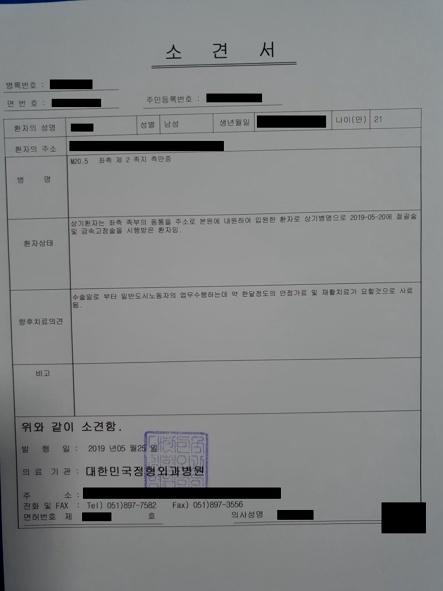 소 견 서
병록번호 :
연 번호 :
주민등록번호 :
환자의 성명 성별 남성 생년월일 나이(만) 21
환자의 주소
병 명
M20.5 좌측 제 2 족지 측만증
환자상태
상기환자는 좌측 족부의 동통을 주소로 본원에 내원하여 입원한 환자로 상기병명으로 2019-05-20에 절골술
및 금속고정술을 시행받은 환자임.
향후치료의견
수술일로 부터 일반도시노동자의 업무수행하는데 약 한달정도의 안정가료 및 재활치료가 요할것으로 사료
됨.
비고
위와 같이 소견함.
발 행 일 : 2019 년05 월25 일
의 료 기 관 : 대한민국정형외과병원
주 소 :
전화 및 FAX : Tel) 051)897-7582 Fax) 051)897-3556
면허번호 제 호 의사성명